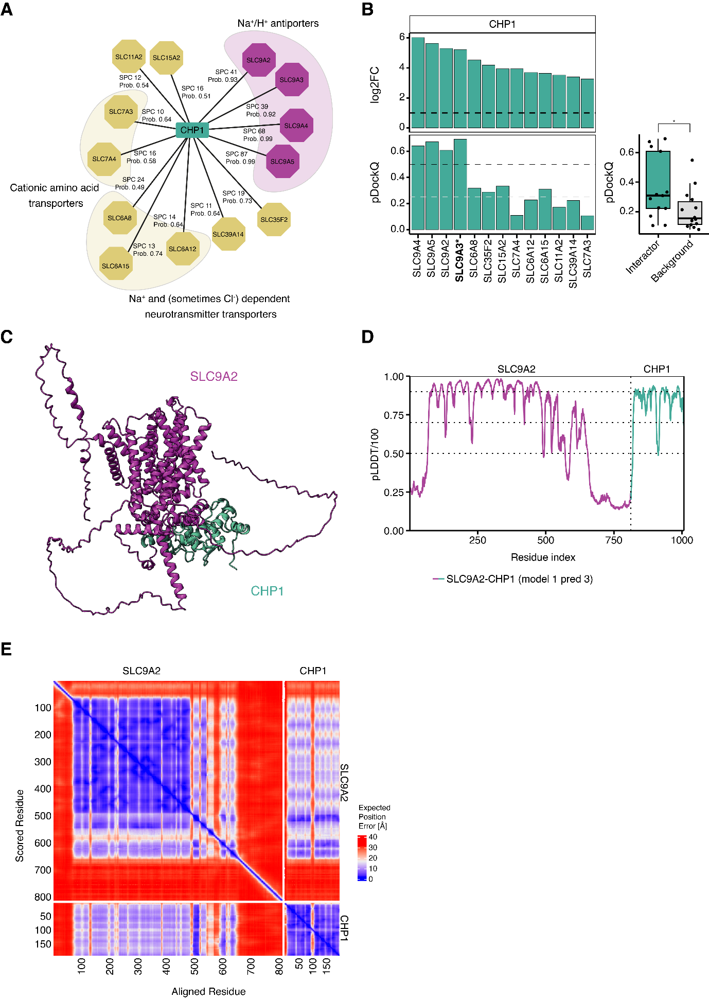 A
Na⁺/H⁺ antiporters
SLC11A2
SLC15A2
SLC9A2
SPC 12
Prob. 0.54
SPC 41
Prob. 0.93
SLC9A3
SPC 16
Prob. 0.51
SLC7A3
SPC 10
Prob. 0.64
SPC 39
Prob. 0.92
CHP1
SLC9A4
SPC 68
Prob. 0.99
SLC7A4
SPC 16
Prob. 0.58
SPC 87
Prob. 0.99
SLC9A5
SPC 24
Prob. 0.49
Cationic amino acid
transporters
SPC 19
Prob. 0.73
SPC 11
Prob. 0.64
SLC6A8
SPC 14
Prob. 0.64
SLC35F2
SLC39A14
SPC 13
Prob. 0.74
SLC6A12
SLC6A15
Na⁺ and (sometimes Cl⁻) dependent
neurotransmitter transporters
B
CHP1
log2FC
6
4
2
0
pDockQ
0.6
0.4
0.2
0.0
SLC9A4
SLC9A5
SLC9A2
SLC9A3*
SLC6A8
SLC35F2
SLC15A2
SLC7A4
SLC6A12
SLC6A15
SLC11A2
SLC39A14
SLC7A3
*
pDockQ
0.6
0.4
0.2
Interactor
Background
C
SLC9A2
CHP1
D
SLC9A2
CHP1
pLDDT/100
1.00
0.75
0.50
0.25
0.00
250
500
750
1000
Residue index
SLC9A2-CHP1 (model 1 pred 3)
E
SLC9A2
CHP1
Scored Residue
100
200
300
400
500
600
700
800
50
100
150
SLC9A2
CHP1
100
200
300
400
500
600
700
800
50
100
150
Aligned Residue
Expected
Position
Error [Å]
40
30
20
10
0